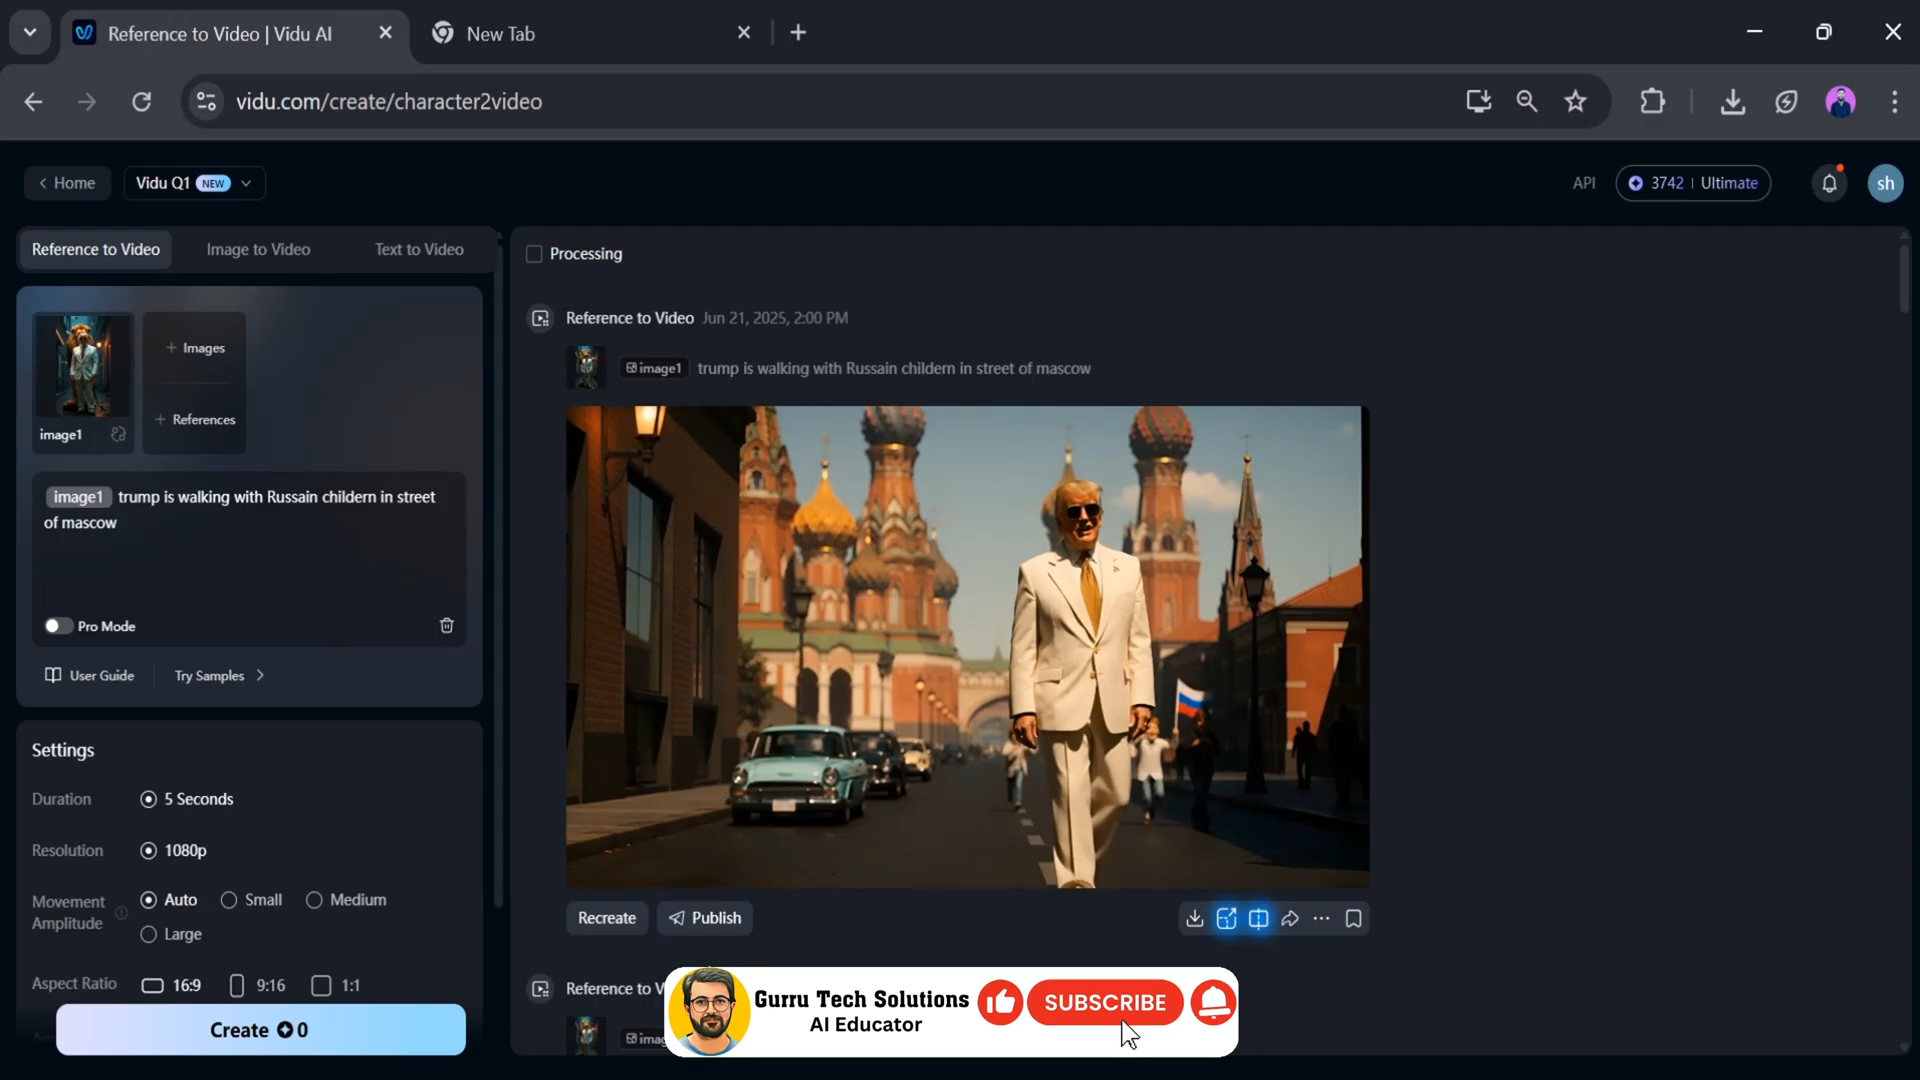 Reference to Video | Vidu AI
New Tab
vidu.com/create/character2video
Home
Vidu Q1 NEW
API
3742 | Ultimate
sh
Reference to Video
Image to Video
Text to Video
Images
References
image1
image1 trump is walking with Russain childern in street
of mascow
Pro Mode
User Guide
Try Samples
Settings
Duration
5 Seconds
Resolution
1080p
Movement
Amplitude
Auto
Small
Medium
Large
Aspect Ratio
16:9
9:16
1:1
Create 0
Processing
Reference to Video Jun 21, 2025, 2:00 PM
image1 trump is walking with Russain childern in street of mascow
Recreate
Publish
Reference to V
imag
Gurru Tech Solutions
AI Educator
SUBSCRIBE